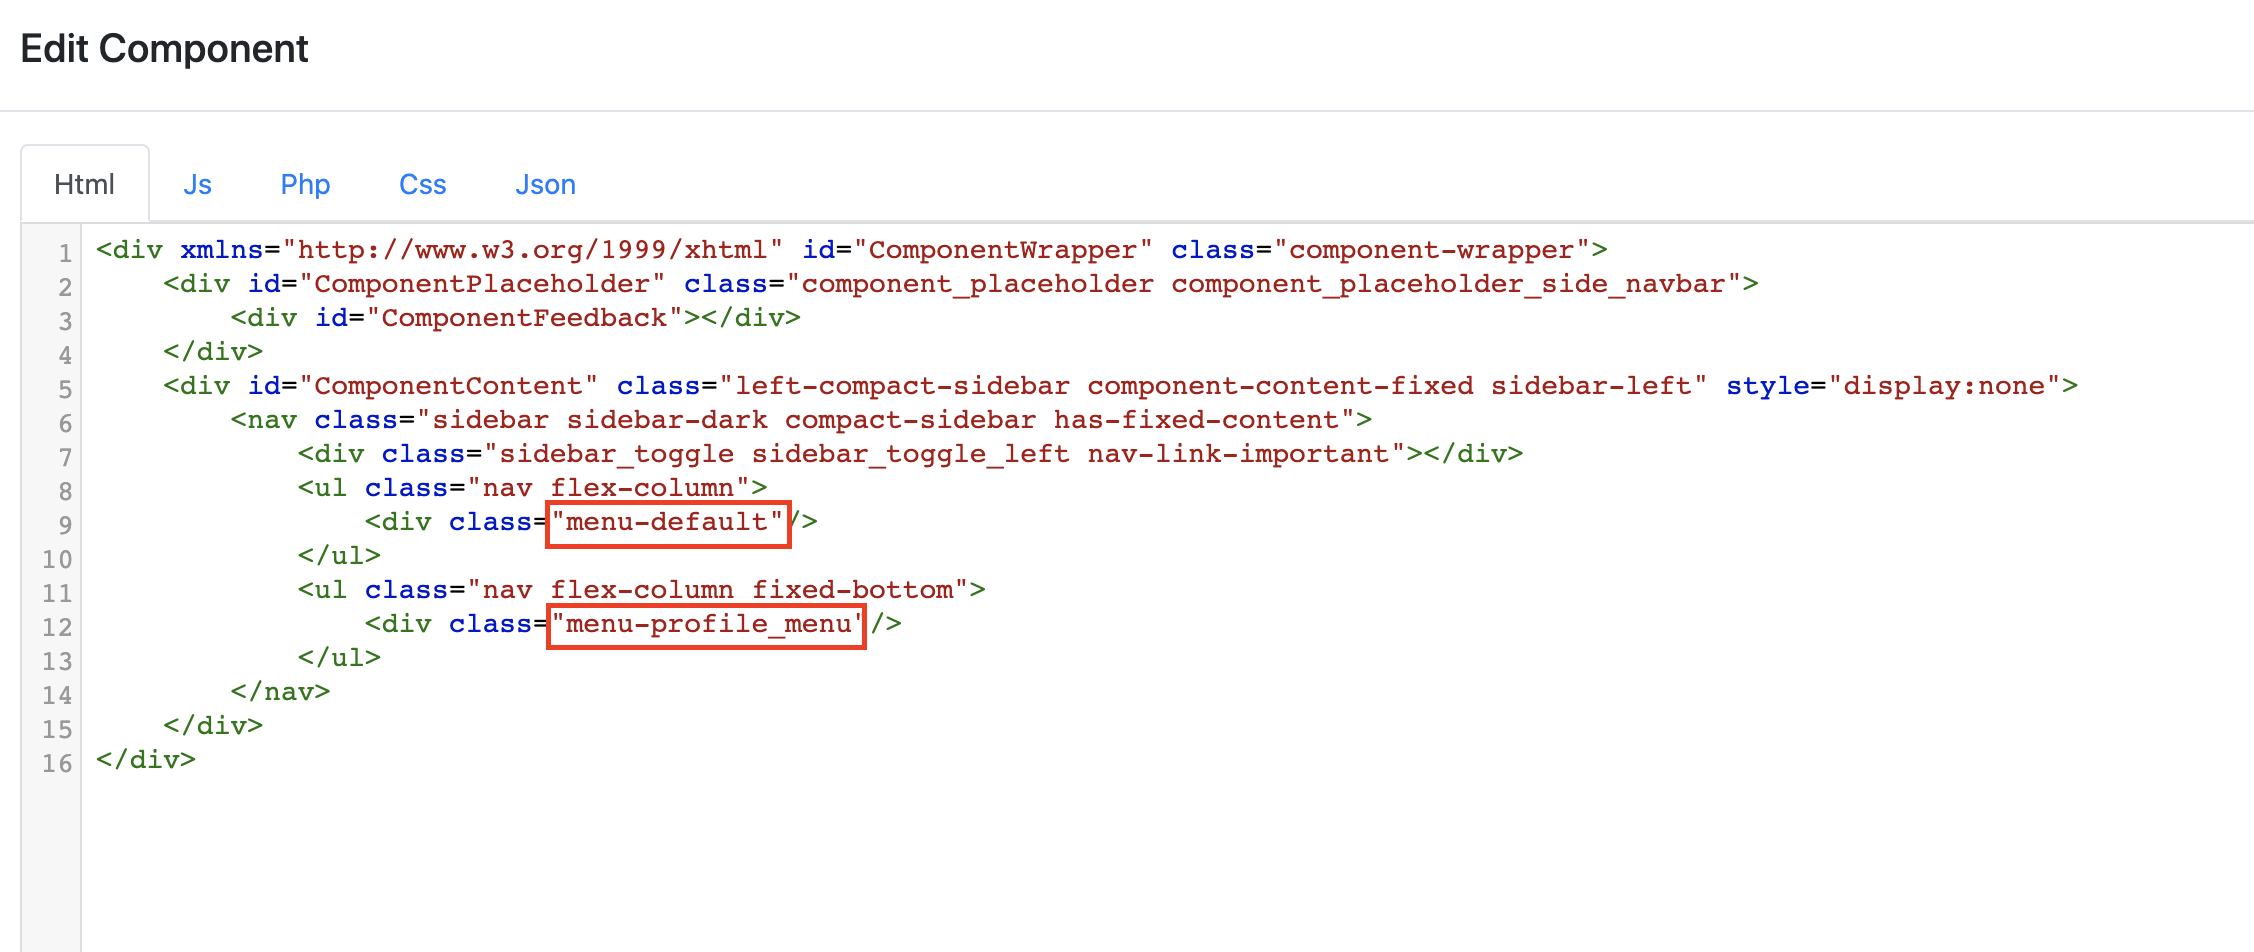 Edit Component
Html Js Php Css Json
1 <div xmlns="http://www.w3.org/1999/xhtml" id="ComponentWrapper" class="component-wrapper">
2 <div id="ComponentPlaceholder" class="component_placeholder component_placeholder_side_navbar">
3 <div id="ComponentFeedback"></div>
4 </div>
5 <div id="ComponentContent" class="left-compact-sidebar component-content-fixed sidebar-left" style="display:none">
6 <nav class="sidebar sidebar-dark compact-sidebar has-fixed-content">
7 <div class="sidebar_toggle sidebar_toggle_left nav-link-important"></div>
8 <ul class="nav flex-column">
9 <div class="menu-default"/>
10 </ul>
11 <ul class="nav flex-column fixed-bottom">
12 <div class="menu-profile_menu"/>
13 </ul>
14 </nav>
15 </div>
16 </div>